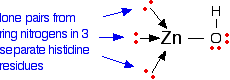 lone pairs from
ring nitrogens in 3
separate histidine
residues
H
Zn
O